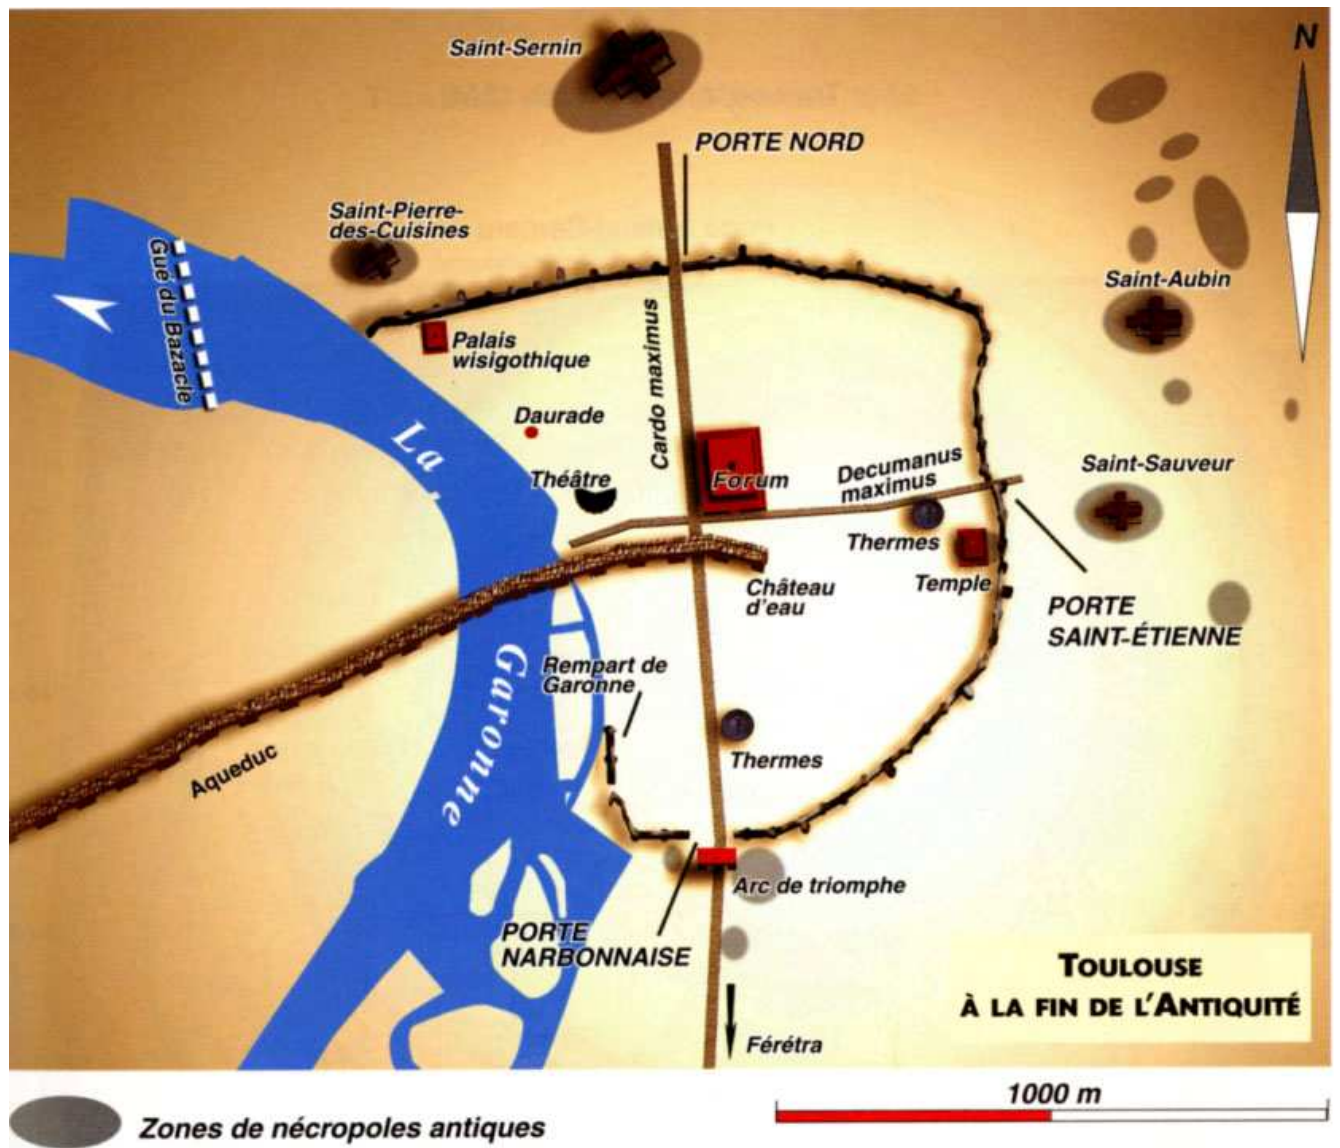 Saint-Sernin
N
PORTE NORD
Saint-Pierre-
des-Cuisines
Gué du Bazacle
Saint-Aubin
Palais
wisigothique
Cardo maximus
Daurade
La
Garonne
Théâtre
Forum
Decumanus
maximus
Saint-Sauveur
Thermes
Temple
Château
d'eau
PORTE
SAINT-ÉTIENNE
Rempart de
Garonne
Aqueduc
Thermes
Arc de triomphe
PORTE
NARBONNAISE
TOULOUSE
À LA FIN DE L'ANTIQUITÉ
Férétra
1000 m
Zones de nécropoles antiques